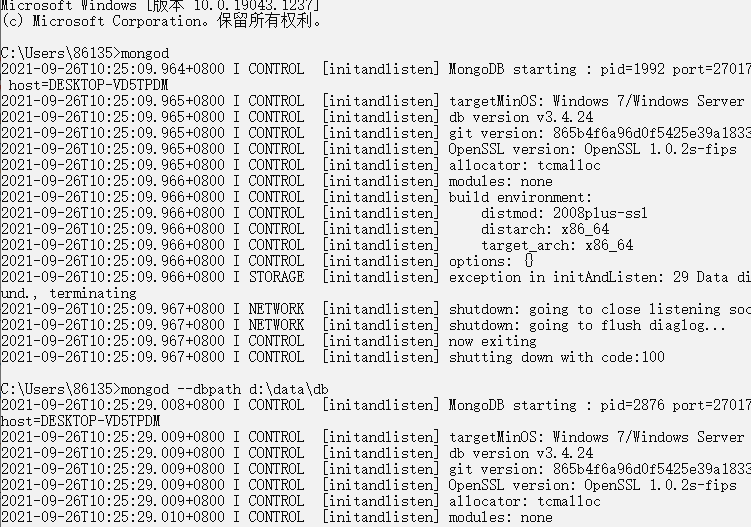 Microsoft Windows [版本 10.0.19043.1237]
(c) Microsoft Corporation。保留所有权利。
C:\Users\86135>mongod
2021-09-26T10:25:09.964+0800 I CONTROL  [initandlisten] MongoDB starting : pid=1992 port=27017
host=DESKTOP-VD5TPDM
2021-09-26T10:25:09.965+0800 I CONTROL  [initandlisten] targetMinOS: Windows 7/Windows Server
2021-09-26T10:25:09.965+0800 I CONTROL  [initandlisten] db version v3.4.24
2021-09-26T10:25:09.965+0800 I CONTROL  [initandlisten] git version: 865b4f6a96d0f5425e39a1833
2021-09-26T10:25:09.965+0800 I CONTROL  [initandlisten] OpenSSL version: OpenSSL 1.0.2s-fips
2021-09-26T10:25:09.966+0800 I CONTROL  [initandlisten] allocator: tcmalloc
2021-09-26T10:25:09.966+0800 I CONTROL  [initandlisten] modules: none
2021-09-26T10:25:09.966+0800 I CONTROL  [initandlisten] build environment:
2021-09-26T10:25:09.966+0800 I CONTROL  [initandlisten]     distmod: 2008plus-ssl
2021-09-26T10:25:09.966+0800 I CONTROL  [initandlisten]     distarch: x86_64
2021-09-26T10:25:09.966+0800 I CONTROL  [initandlisten]     target_arch: x86_64
2021-09-26T10:25:09.966+0800 I CONTROL  [initandlisten] options: {}
2021-09-26T10:25:09.966+0800 I STORAGE  [initandlisten] exception in initAndListen: 29 Data di
und., terminating
2021-09-26T10:25:09.967+0800 I NETWORK  [initandlisten] shutdown: going to close listening soc
2021-09-26T10:25:09.967+0800 I NETWORK  [initandlisten] shutdown: going to flush diaglog...
2021-09-26T10:25:09.967+0800 I CONTROL  [initandlisten] now exiting
2021-09-26T10:25:09.967+0800 I CONTROL  [initandlisten] shutting down with code:100
C:\Users\86135>mongod --dbpath d:\data\db
2021-09-26T10:25:29.008+0800 I CONTROL  [initandlisten] MongoDB starting : pid=2876 port=27017
host=DESKTOP-VD5TPDM
2021-09-26T10:25:29.009+0800 I CONTROL  [initandlisten] targetMinOS: Windows 7/Windows Server
2021-09-26T10:25:29.009+0800 I CONTROL  [initandlisten] db version v3.4.24
2021-09-26T10:25:29.009+0800 I CONTROL  [initandlisten] git version: 865b4f6a96d0f5425e39a1833
2021-09-26T10:25:29.009+0800 I CONTROL  [initandlisten] OpenSSL version: OpenSSL 1.0.2s-fips
2021-09-26T10:25:29.009+0800 I CONTROL  [initandlisten] allocator: tcmalloc
2021-09-26T10:25:29.010+0800 I CONTROL  [initandlisten] modules: none